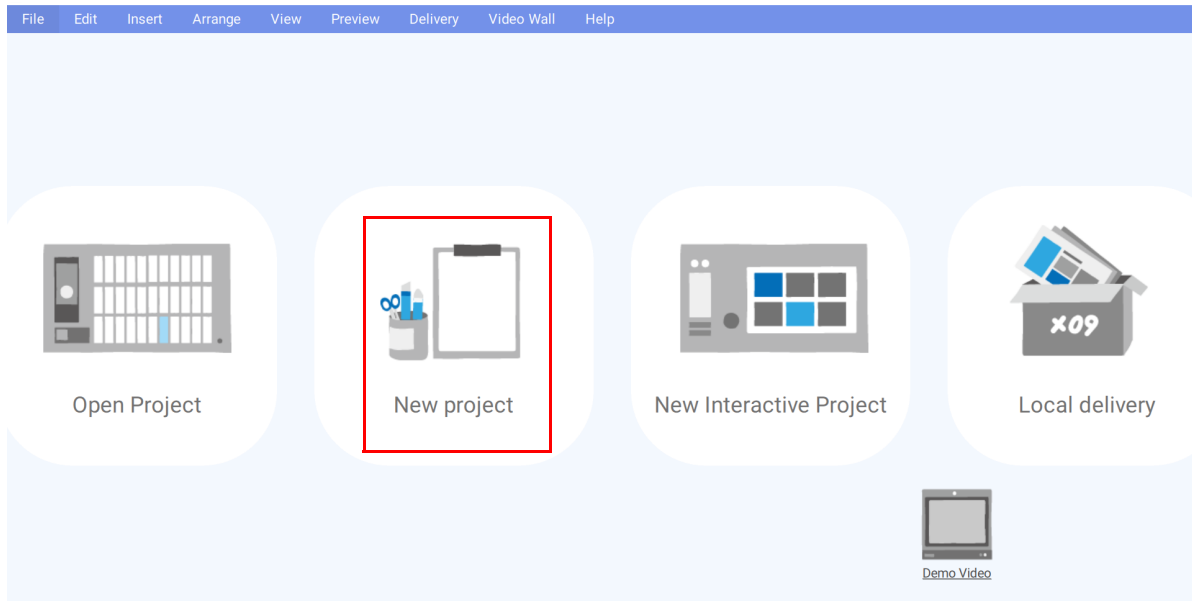 File Edit Insert Arrange View Preview Delivery Video Wall Help
x09
Open Project New project New Interactive Project Local delivery
Demo Video